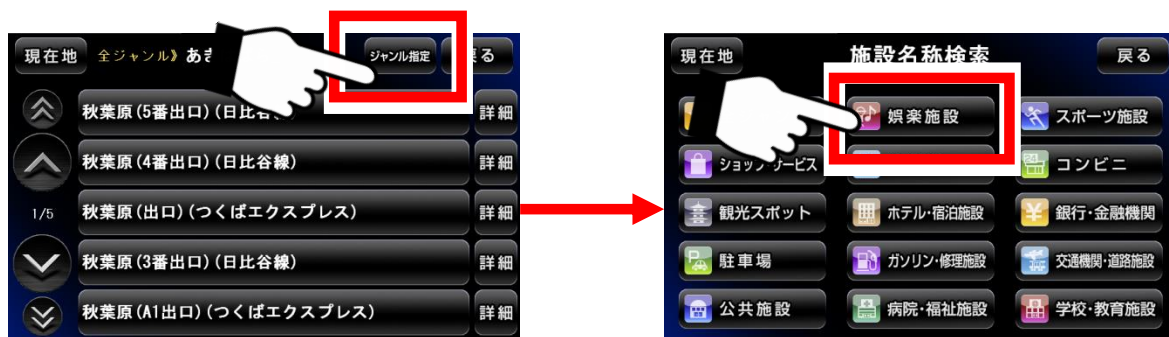 現在地 全ジャンル》 あき ジャンル指定 る
秋葉原(5番出口)(日比谷線) 詳細
秋葉原(4番出口)(日比谷線) 詳細
1/5 秋葉原(出口)(つくばエクスプレス) 詳細
秋葉原(3番出口)(日比谷線) 詳細
秋葉原(A1出口)(つくばエクスプレス) 詳細
現在地 施設名称検索 戻る
娯楽施設 スポーツ施設
ショップ・サービス 24 コンビニ
観光スポット ホテル・宿泊施設 ¥ 銀行・金融機関
P 駐車場 ガソリン・修理施設 交通機関・道路施設
公共施設 病院・福祉施設 学校・教育施設